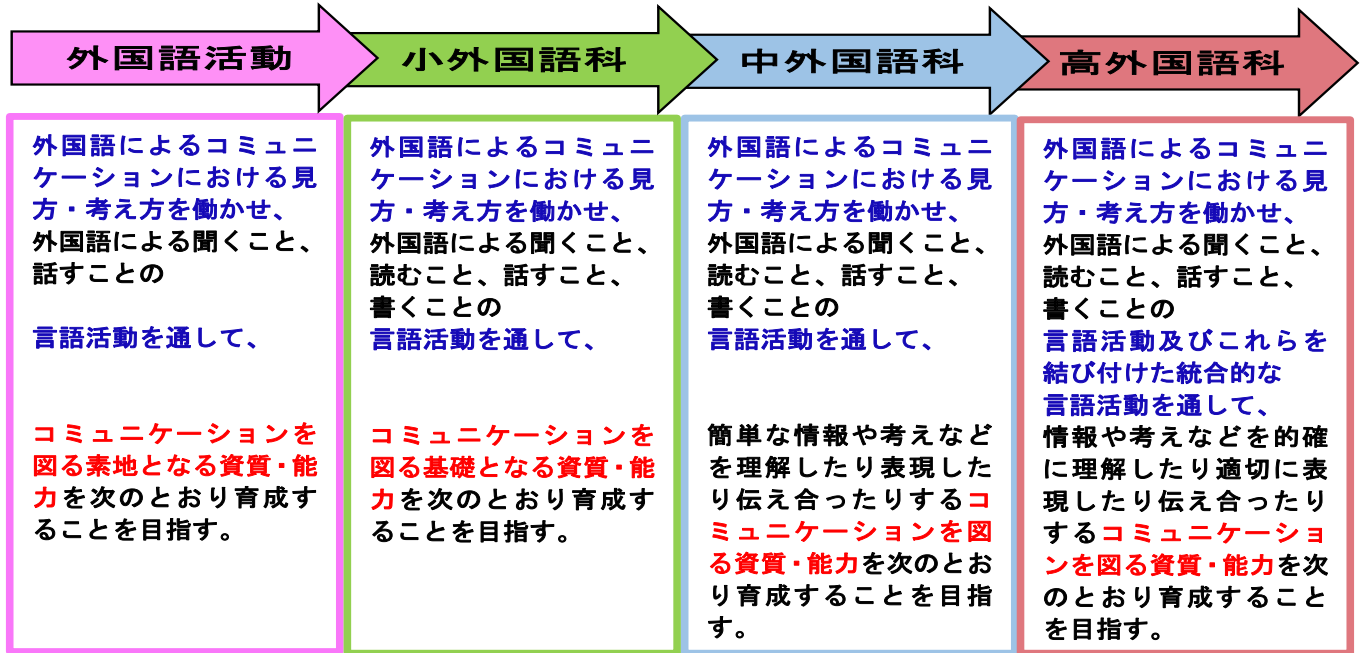 外国語活動
小外国語科
中外国語科
高外国語科
外国語によるコミュニ
ケーションにおける見
方・考え方を働かせ、
外国語による聞くこと、
話すことの
言語活動を通して、
コミュニケーションを
図る素地となる資質・能
力を次のとおり育成す
ることを目指す。
外国語によるコミュニ
ケーションにおける見
方・考え方を働かせ、
外国語による聞くこと、
読むこと、話すこと、
書くことの
言語活動を通して、
コミュニケーションを
図る基礎となる資質・能
力を次のとおり育成す
ることを目指す。
外国語によるコミュニ
ケーションにおける見
方・考え方を働かせ、
外国語による聞くこと、
読むこと、話すこと、
書くことの
言語活動を通して、
簡単な情報や考えなど
を理解したり表現した
り伝え合ったりするコ
ミュニケーションを図
る資質・能力を次のとお
り育成することを目指
す。
外国語によるコミュニ
ケーションにおける見
方・考え方を働かせ、
外国語による聞くこと、
読むこと、話すこと、
書くことの
言語活動及びこれらを
結び付けた統合的な
言語活動を通して、
情報や考えなどを的確
に理解したり適切に表
現したり伝え合ったり
するコミュニケーショ
ンを図る資質・能力を次
のとおり育成すること
を目指す。